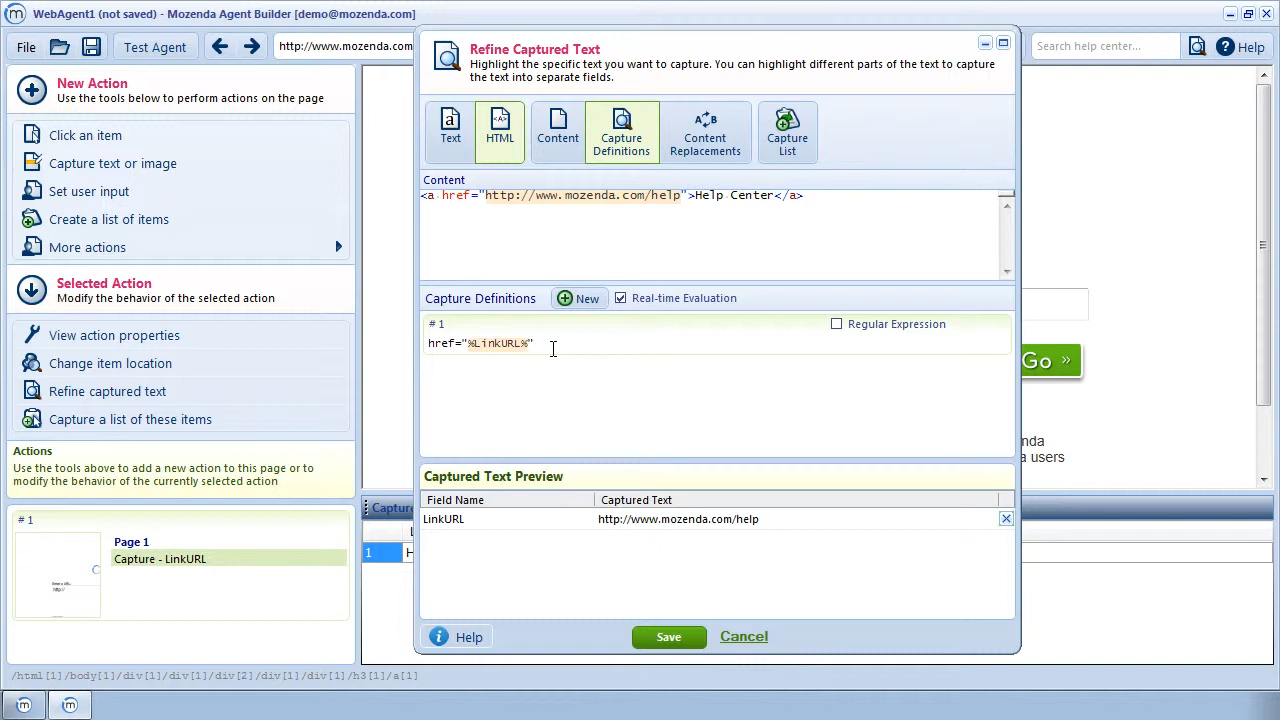 WebAgent1 (not saved) - Mozenda Agent Builder [demo@mozenda.com]
File
Test Agent
http://www.mozenda.com
Search help center...
Help
New Action
Use the tools below to perform actions on the page
Click an item
Capture text or image
Set user input
Create a list of items
More actions
Selected Action
Modify the behavior of the selected action
View action properties
Change item location
Refine captured text
Capture a list of these items
Actions
Use the tools above to add a new action to this page or to
modify the behavior of the currently selected action
# 1
Page 1
Capture - LinkURL
Refine Captured Text
Highlight the specific text you want to capture. You can highlight different parts of the text to capture
the text into separate fields.
Text
HTML
Content
Capture
Definitions
Content
Replacements
Capture
List
Content
<a href="http://www.mozenda.com/help">Help Center</a>
Capture Definitions
New
Real-time Evaluation
# 1
Regular Expression
href="%LinkURL%"
Captured Text Preview
Field Name
Captured Text
LinkURL
http://www.mozenda.com/help
Help
Save
Cancel
Go »
nda
a users
Capture
1
H
/html[1]/body[1]/div[1]/div[1]/div[2]/div[1]/div[1]/h3[1]/a[1]